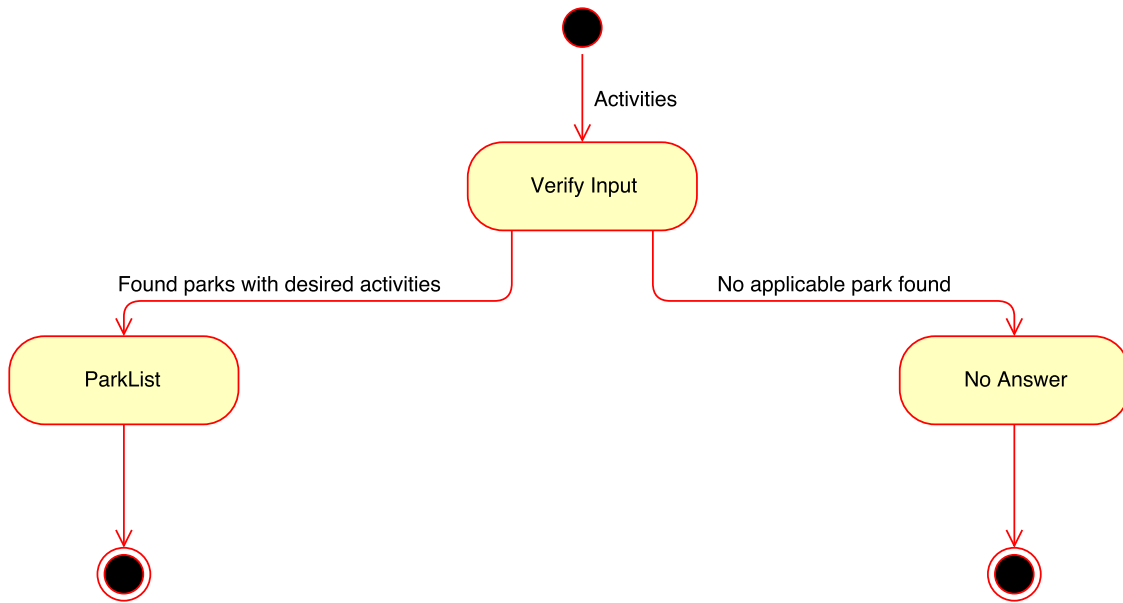 Activities
Verify Input
Found parks with desired activities
No applicable park found
ParkList
No Answer